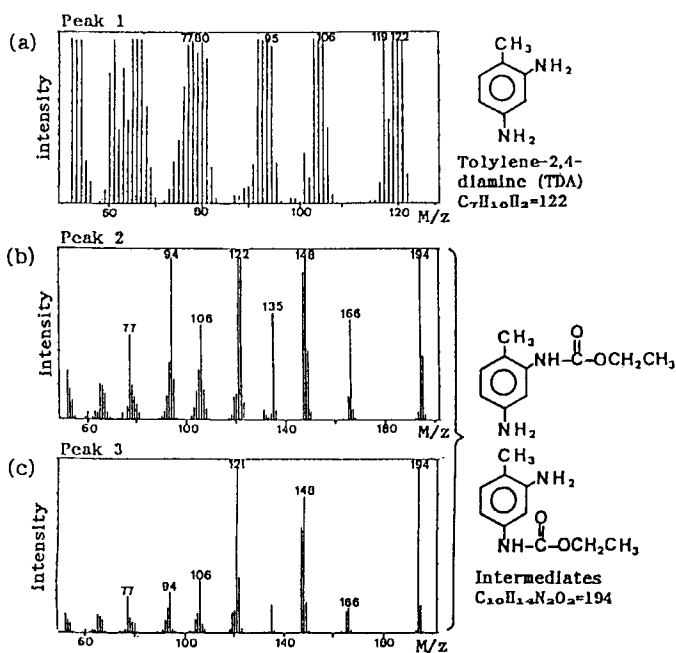 (a)
Peak 1
77 80 95 106 119 122
intensity
60 80 100 120
M/z
CH₃
NH₂
NH₂
Tolylene-2,4-
diamine (TDA)
C₇H₁₀H₂=122
(b)
Peak 2
94 122 148 194
77 106 135 166
intensity
60 100 140 180
M/z
(c)
Peak 3
121 194
148
77 94 106 166
Intensity
60 100 140 180
M/z
CH₃ O
NH-C-OCH₂CH₃
NH₂
CH₃
NH₂
O
NH-C-OCH₂CH₃
Intermediates
C₁₀H₁₄N₂O₂=194